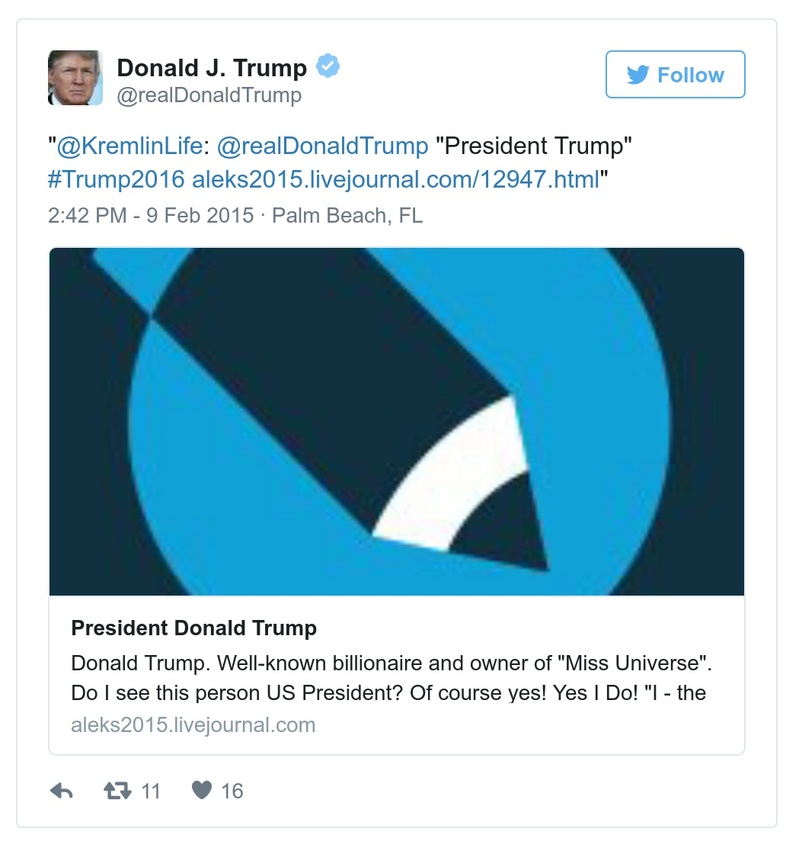 Donald J. Trump
@realDonaldTrump
Follow
"@KremlinLife: @realDonaldTrump "President Trump"
#Trump2016 aleks2015.livejournal.com/12947.html"
2:42 PM - 9 Feb 2015 · Palm Beach, FL
President Donald Trump
Donald Trump. Well-known billionaire and owner of "Miss Universe".
Do I see this person US President? Of course yes! Yes I Do! "I - the
aleks2015.livejournal.com
11 16